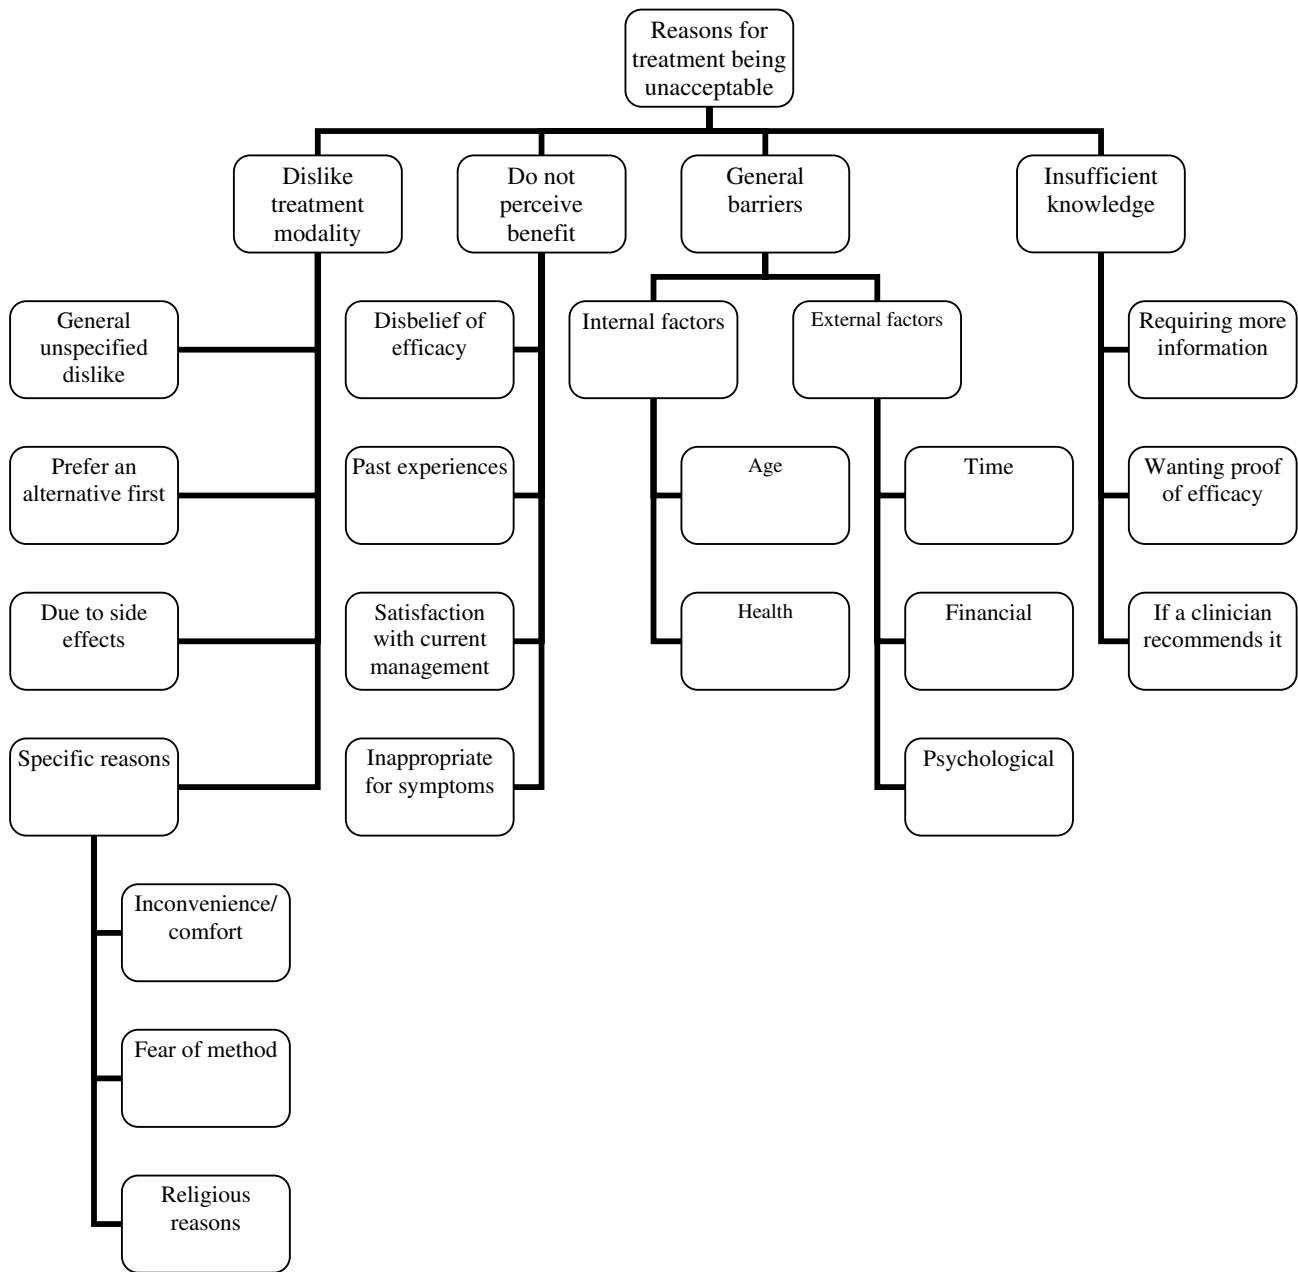 Reasons for
treatment being
unacceptable
Dislike
treatment
modality
Do not
perceive
benefit
General
barriers
Insufficient
knowledge
General
unspecified
dislike
Disbelief of
efficacy
Internal factors
External factors
Requiring more
information
Prefer an
alternative first
Past experiences
Age
Time
Wanting proof
of efficacy
Due to side
effects
Satisfaction
with current
management
Health
Financial
If a clinician
recommends it
Specific reasons
Inappropriate
for symptoms
Psychological
Inconvenience/
comfort
Fear of method
Religious
reasons